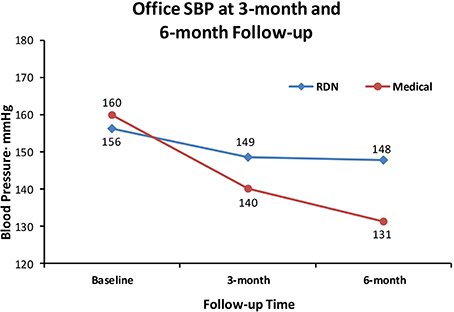 Office SBP at 3-month and
6-month Follow-up
Blood Pressure- mmHg
180
170
160
150
140
130
120
RDN
Medical
160
156
149
140
148
131
Baseline
3-month
6-month
Follow-up Time